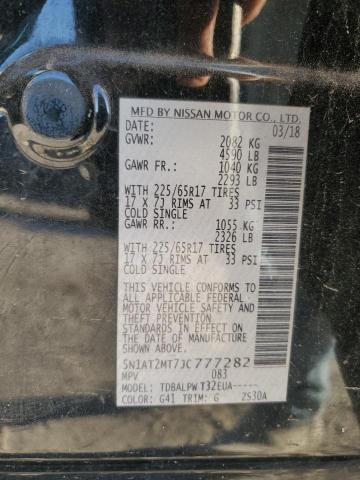 MFD BY NISSAN MOTOR CO., LTD.
DATE: 03/18
GVWR: 2082 KG
4590 LB
GAWR FR.: 1040 KG
2293 LB
WITH 225/65R17 TIRES
17 X 7J RIMS AT 33 PSI
COLD SINGLE
GAWR RR.: 1055 KG
2326 LB
WITH 225/65R17 TIRES
17 X 7J RIMS AT 33 PSI
COLD SINGLE
THIS VEHICLE CONFORMS TO
ALL APPLICABLE FEDERAL
MOTOR VEHICLE SAFETY AND
THEFT PREVENTION
STANDARDS IN EFFECT ON
THE DATE OF MANUFACTURE
SHOWN ABOVE.
5N1AT2MT7JC777282
MPV 083
MODEL: TDBALPW T32EUA-----
COLOR: G41 TRIM: G ZS30A